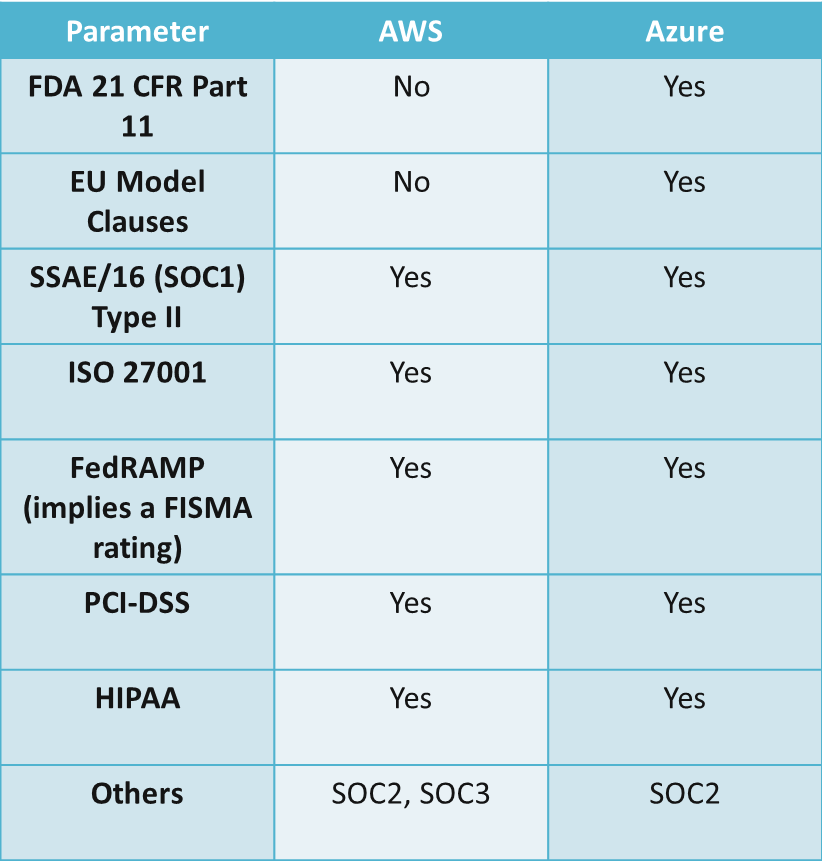 Parameter AWS Azure
FDA 21 CFR Part No Yes
11
EU Model No Yes
Clauses
SSAE/16 (SOC1) Yes Yes
Type II
ISO 27001 Yes Yes
FedRAMP Yes Yes
(implies a FISMA
rating)
PCI-DSS Yes Yes
HIPAA Yes Yes
Others SOC2, SOC3 SOC2